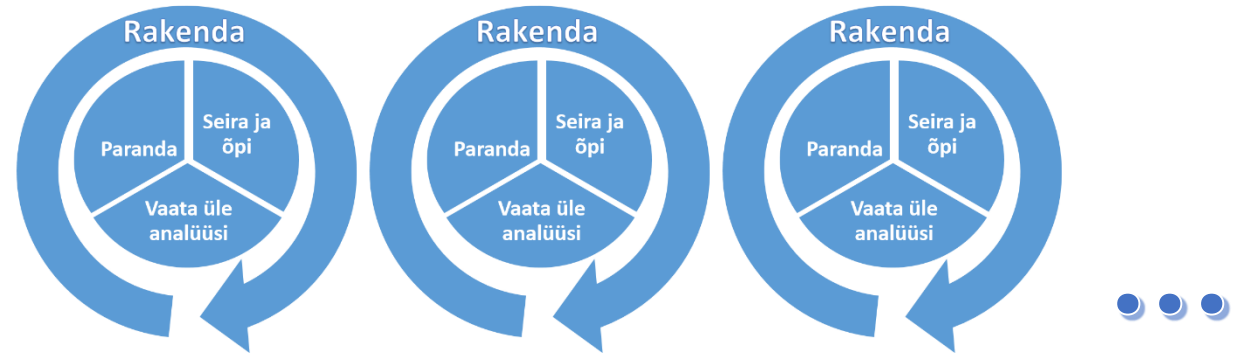 Rakenda
Paranda
Seira ja
õpi
Vaata üle
analüüsi
Rakenda
Paranda
Seira ja
õpi
Vaata üle
analüüsi
Rakenda
Paranda
Seira ja
õpi
Vaata üle
analüüsi